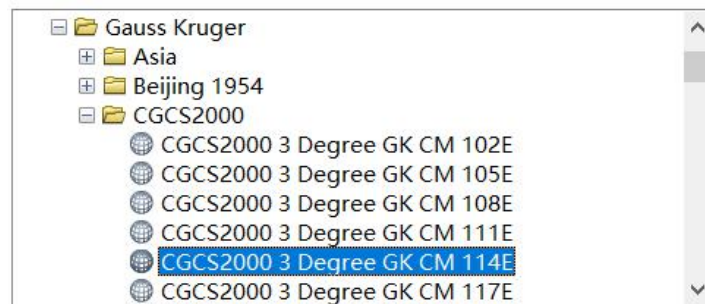 Gauss Kruger
Asia
Beijing 1954
CGCS2000
CGCS2000 3 Degree GK CM 102E
CGCS2000 3 Degree GK CM 105E
CGCS2000 3 Degree GK CM 108E
CGCS2000 3 Degree GK CM 111E
CGCS2000 3 Degree GK CM 114E
CGCS2000 3 Degree GK CM 117E